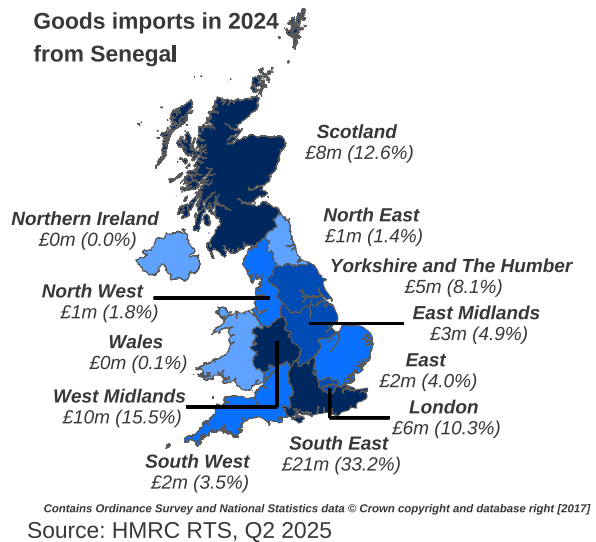 Goods imports in 2024
from Senegal
Scotland
£8m (12.6%)
Northern Ireland
£0m (0.0%)
North East
£1m (1.4%)
Yorkshire and The Humber
£5m (8.1%)
North West
£1m (1.8%)
East Midlands
£3m (4.9%)
Wales
£0m (0.1%)
East
£2m (4.0%)
West Midlands
£10m (15.5%)
London
£6m (10.3%)
South East
£21m (33.2%)
South West
£2m (3.5%)
Contains Ordinance Survey and National Statistics data © Crown copyright and database right [2017]
Source: HMRC RTS, Q2 2025